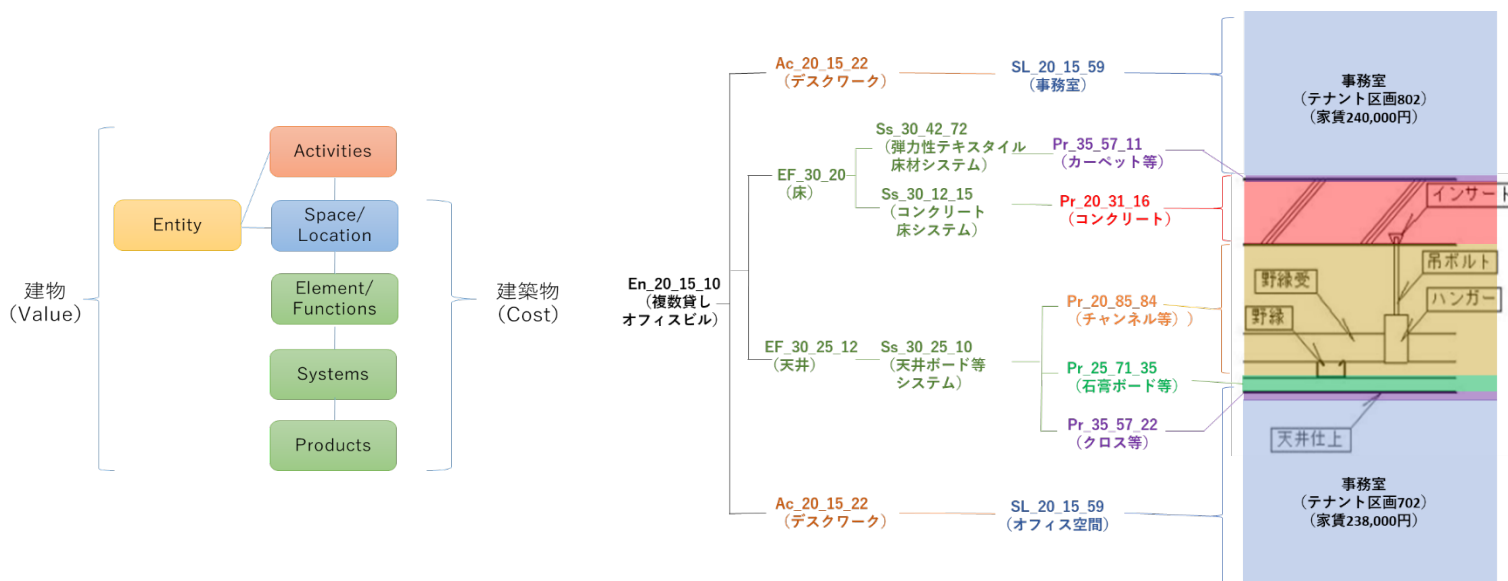 建物
(Value)
Entity
Activities
Space/
Location
Element/
Functions
Systems
Products
建築物
(Cost)
En_20_15_10
（複数貸し
オフィスビル）
Ac_20_15_22
（デスクワーク）
SL_20_15_59
（事務室）
EF_30_20
（床）
Ss_30_42_72
（弾力性テキスタイル
床材システム）
Pr_35_57_11
（カーペット等）
Ss_30_12_15
（コンクリート
床システム）
Pr_20_31_16
（コンクリート）
EF_30_25_12
（天井）
Ss_30_25_10
（天井ボード等
システム）
Pr_20_85_84
（チャンネル等））
Pr_25_71_35
（石膏ボード等）
Pr_35_57_22
（クロス等）
Ac_20_15_22
（デスクワーク）
SL_20_15_59
（オフィス空間）
事務室
（テナント区画802）
（家賃240,000円）
インサート
吊ボルト
野縁受
ハンガー
野縁
天井仕上
事務室
（テナント区画702）
（家賃238,000円）